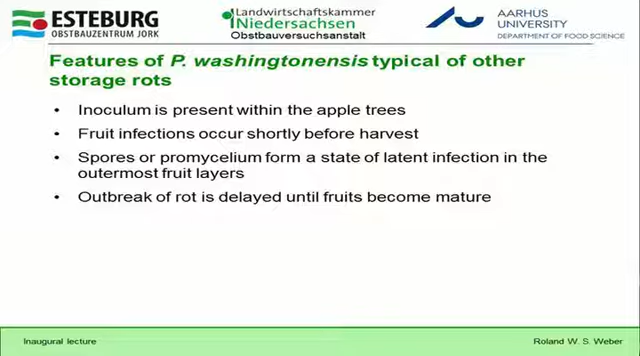 ESTEBURG
OBSTBAUZENTRUM JORK
Landwirtschaftskammer
Niedersachsen
Obstbauversuchsanstalt
AARHUS
UNIVERSITY
DEPARTMENT OF FOOD SCIENCE
Features of P. washingtonensis typical of other
storage rots
• Inoculum is present within the apple trees
• Fruit infections occur shortly before harvest
• Spores or promycelium form a state of latent infection in the
outermost fruit layers
• Outbreak of rot is delayed until fruits become mature
Inaugural lecture
Roland W. S. Weber